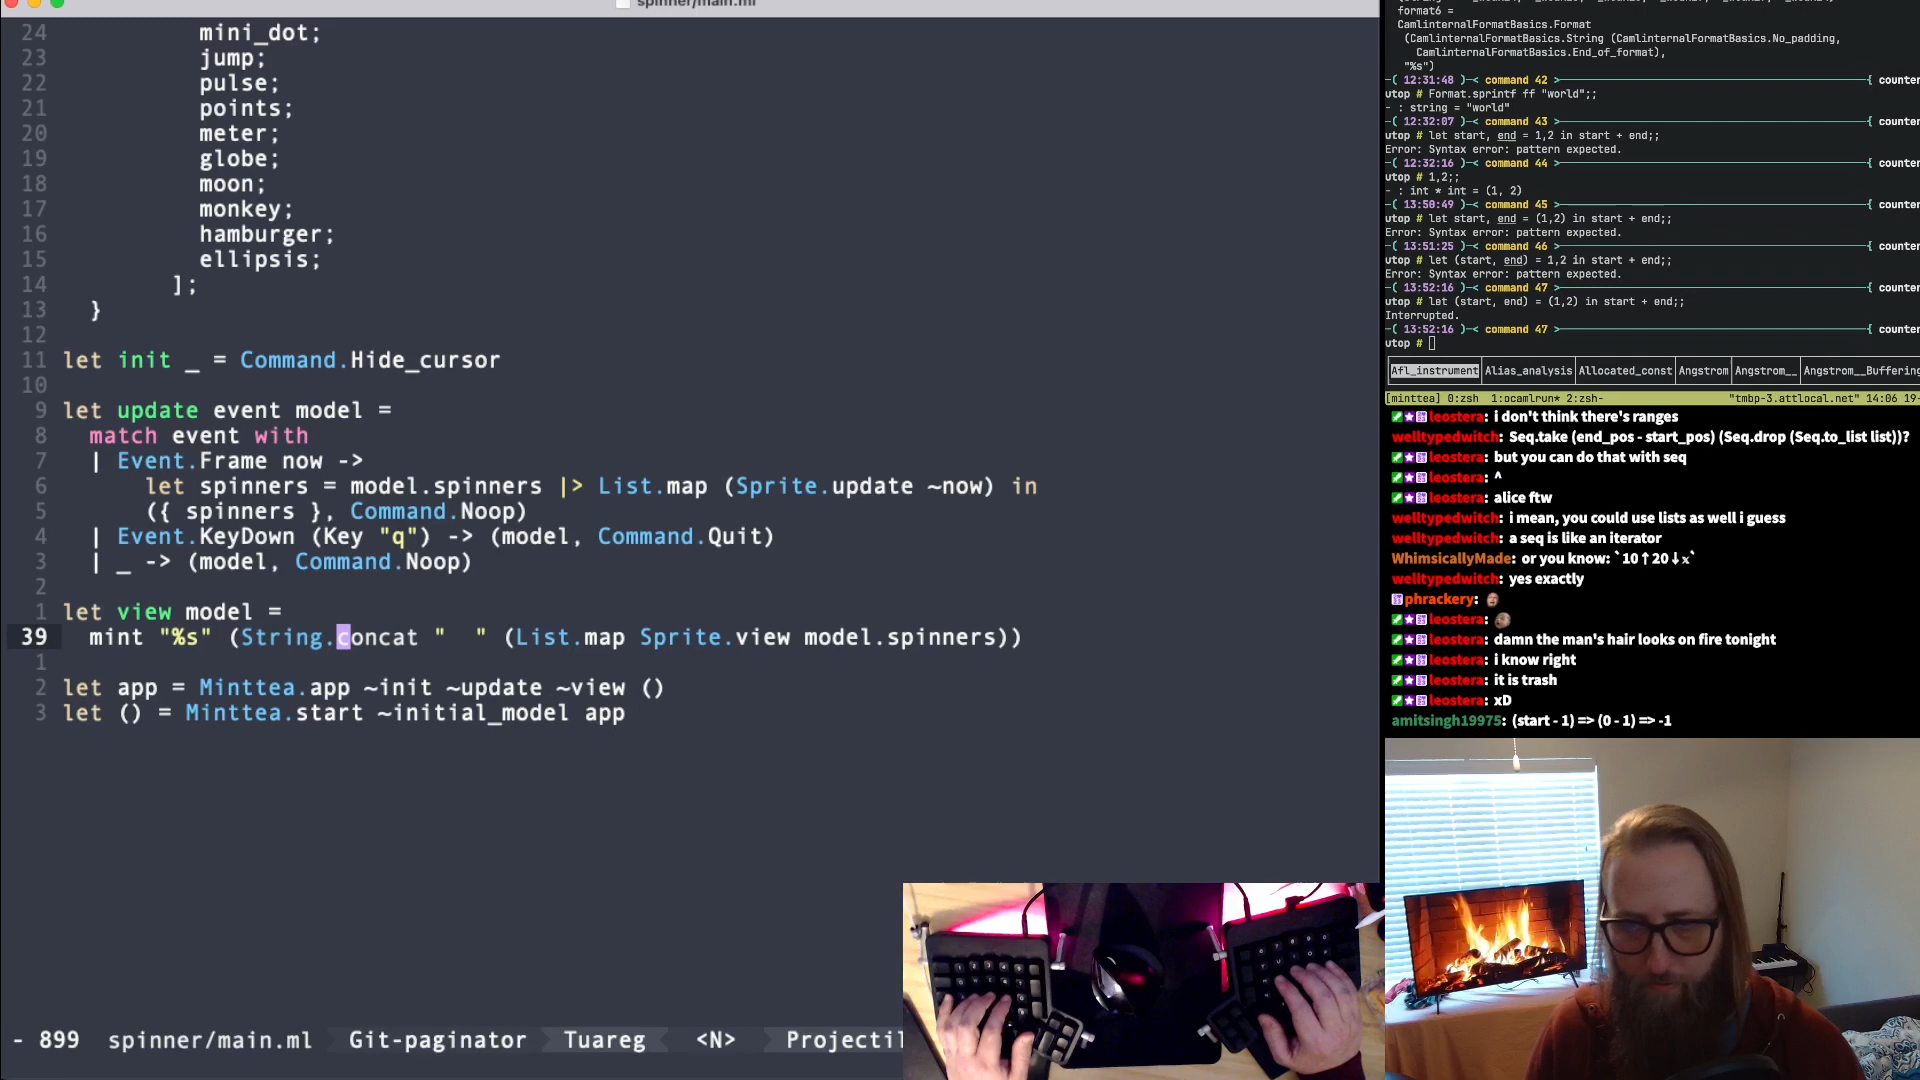 spinner/main.ml
24 mini_dot;
23 jump;
22 pulse;
21 points;
20 meter;
19 globe;
18 moon;
17 monkey;
16 hamburger;
15 ellipsis;
14 ];
13 }
12
11 let init _ = Command.Hide_cursor
10
9 let update event model =
8 match event with
7 | Event.Frame now ->
6 let spinners = model.spinners |> List.map (Sprite.update ~now) in
5 ({ spinners }, Command.Noop)
4 | Event.KeyDown (Key "q") -> (model, Command.Quit)
3 | _ -> (model, Command.Noop)
2
1 let view model =
39 mint "%s" (String.concat "  " (List.map Sprite.view model.spinners))
1
2 let app = Minttea.app ~init ~update ~view ()
3 let () = Minttea.start ~initial_model app
- 899 spinner/main.ml Git-paginator Tuareg <N> Projectil
format6 =
CamlinternalFormatBasics.Format
(CamlinternalFormatBasics.String (CamlinternalFormatBasics.No_padding,
CamlinternalFormatBasics.End_of_format),
"%s")
-( 12:31:48 )-< command 42 >-{ counter
utop # Format.sprintf ff "world";;
- : string = "world"
-( 12:32:07 )-< command 43 >-{ counter
utop # let start, end = 1,2 in start + end;;
Error: Syntax error: pattern expected.
-( 12:32:16 )-< command 44 >-{ counter
utop # 1,2;;
- : int * int = (1, 2)
-( 13:50:49 )-< command 45 >-{ counter
utop # let start, end = (1,2) in start + end;;
Error: Syntax error: pattern expected.
-( 13:51:25 )-< command 46 >-{ counter
utop # let (start, end) = 1,2 in start + end;;
Error: Syntax error: pattern expected.
-( 13:52:16 )-< command 47 >-{ counter
utop # let (start, end) = (1,2) in start + end;;
Interrupted.
-( 13:52:16 )-< command 47 >-{ counter
utop #
Afl_instrument Alias_analysis Allocated_const Angstrom Angstrom__ Angstrom__Buffering
[minttea] 0:zsh 1:ocamlrun* 2:zsh- "tmbp-3.attlocal.net" 14:06 19-
leostera: i don't think there's ranges
welltypedwitch: Seq.take (end_pos - start_pos) (Seq.drop (Seq.to_list list))?
leostera: but you can do that with seq
leostera: ^
leostera: alice ftw
welltypedwitch: i mean, you could use lists as well i guess
welltypedwitch: a seq is like an iterator
WhimsicallyMade: or you know: `10↑20↓x`
welltypedwitch: yes exactly
phrackery:
leostera:
leostera: damn the man's hair looks on fire tonight
leostera: i know right
leostera: it is trash
leostera: xD
amitsingh19975: (start - 1) => (0 - 1) => -1